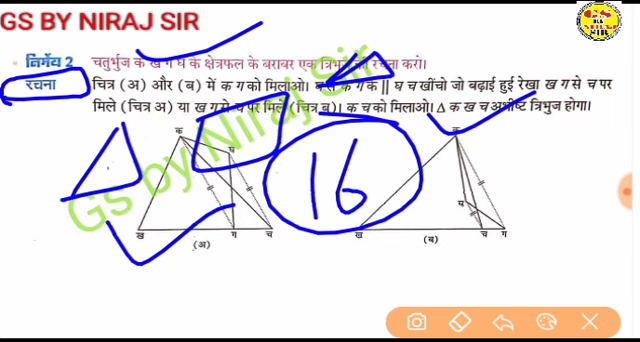 GS BY NIRAJ SIR
निर्मेय 2 चतुर्भुज क ख ग घ के क्षेत्रफल के बराबर एक त्रिभुज की रचना करो।
रचना चित्र (अ) और (ब) में क ग को मिलाओ। क ग के || घ च खींचो जो बढ़ाई हुई रेखा ख ग से च पर
मिले (चित्र अ) या ख ग से च पर मिले (चित्र ब)। क च को मिलाओ। Δ क ख च अभीष्ट त्रिभुज होगा।
Gs by Niraj Sir
16
क
घ
ख
ग
च
(अ)
क
घ
ख
च
ग
(ब)